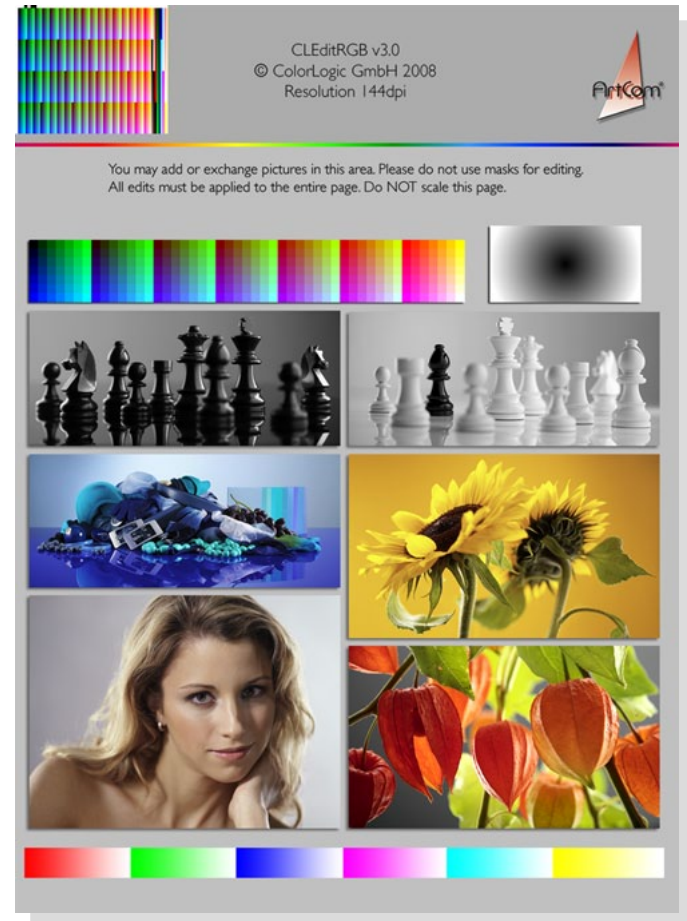 CLEditRGB v3.0
© ColorLogic GmbH 2008
Resolution 144dpi
ArtCom®
You may add or exchange pictures in this area. Please do not use masks for editing.
All edits must be applied to the entire page. Do NOT scale this page.